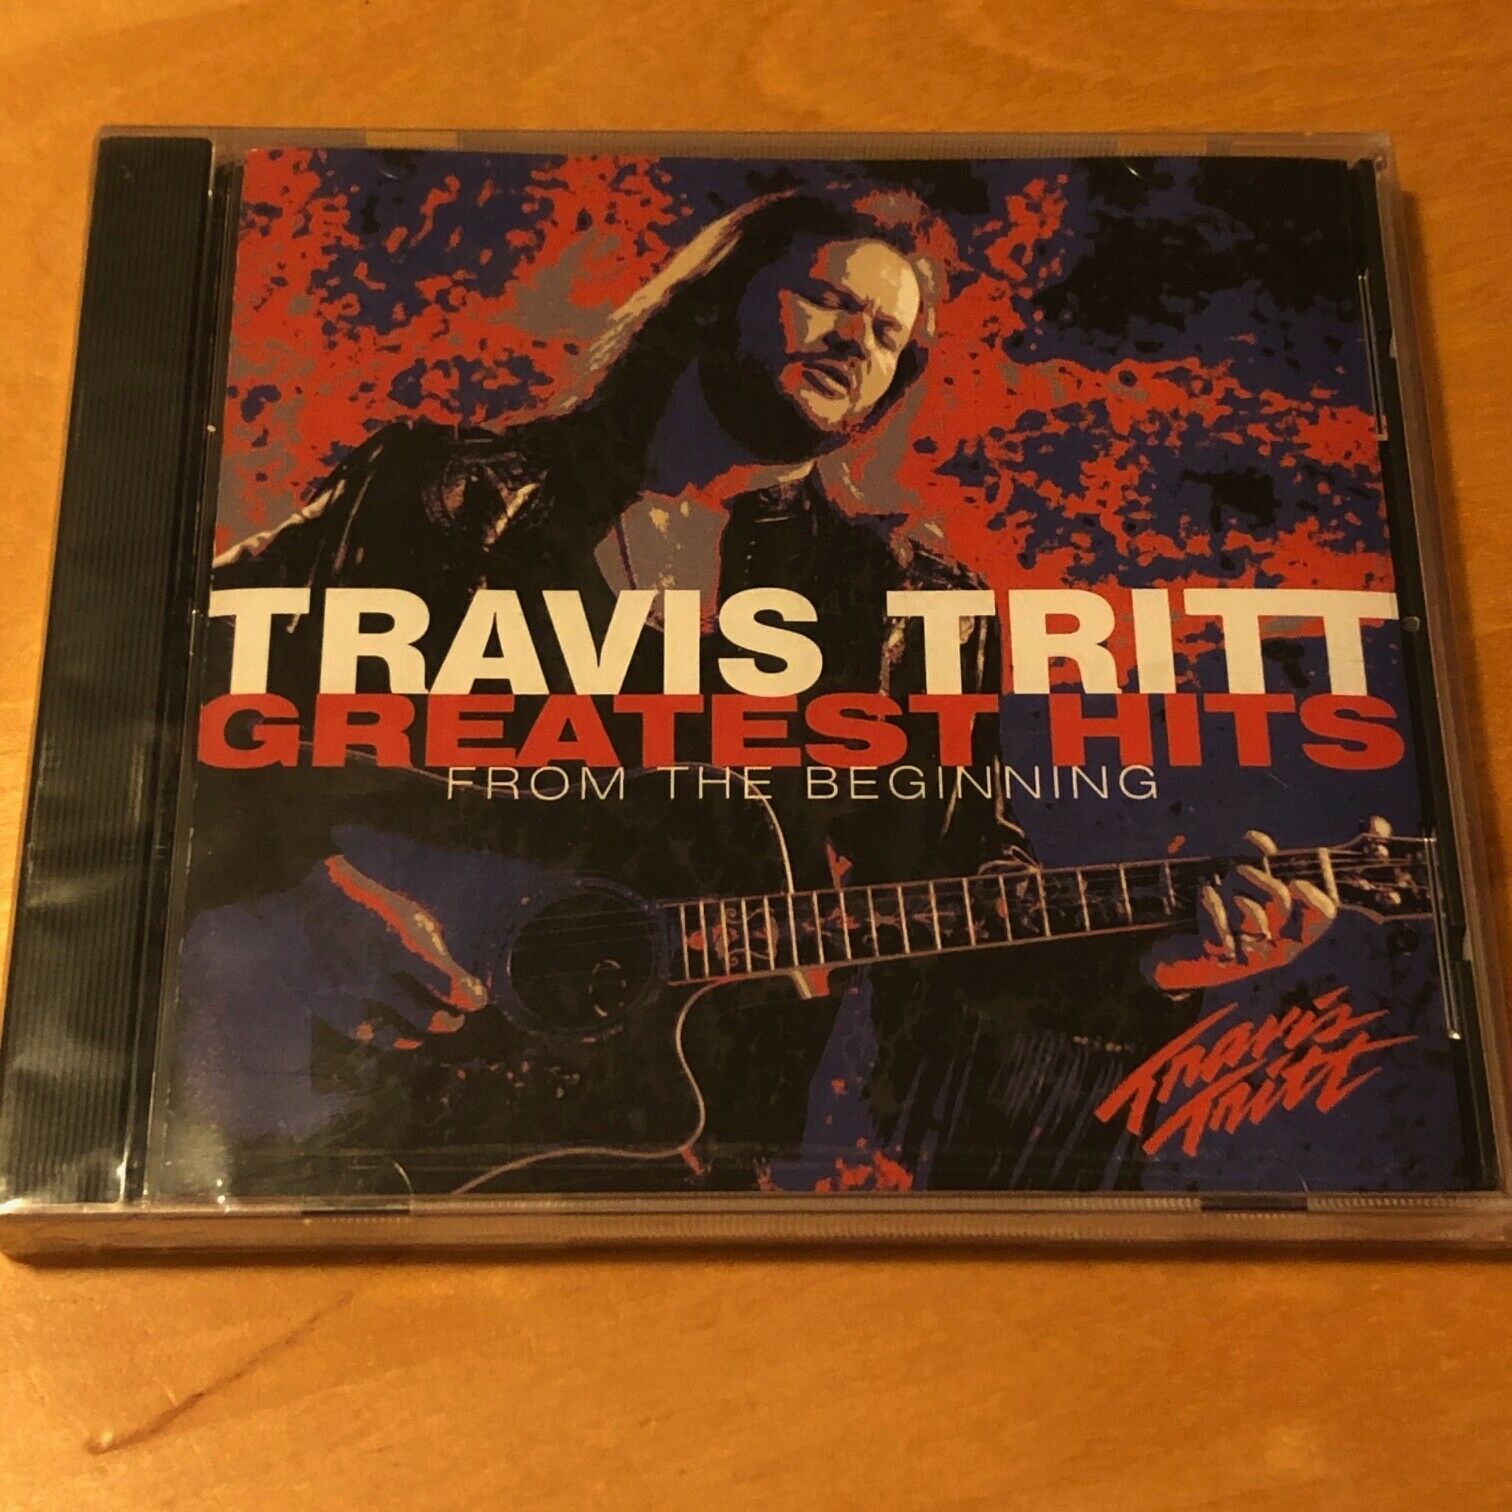 TRAVIS TRITT
GREATEST HITS
FROM THE BEGINNING
Travis
Tritt